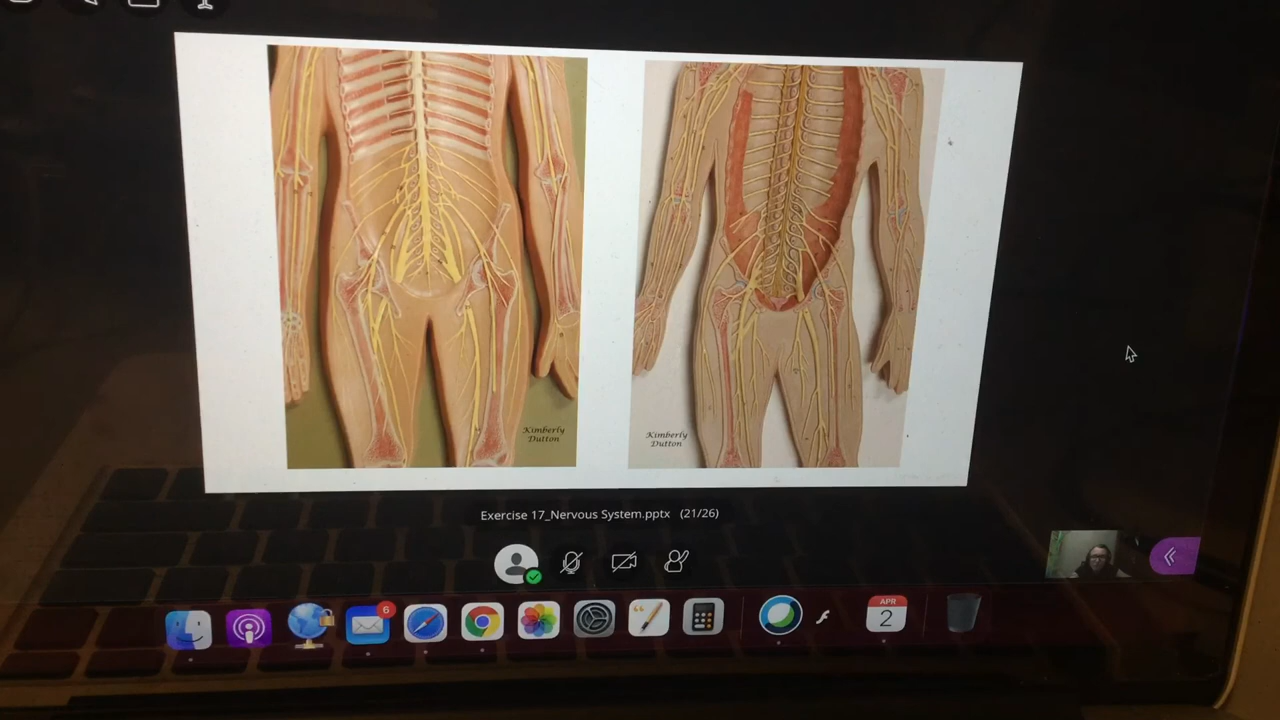 Kimberly
Dutton
Kimberly
Dutton
Exercise 17_Nervous System.pptx (21/26)
6
APR
2